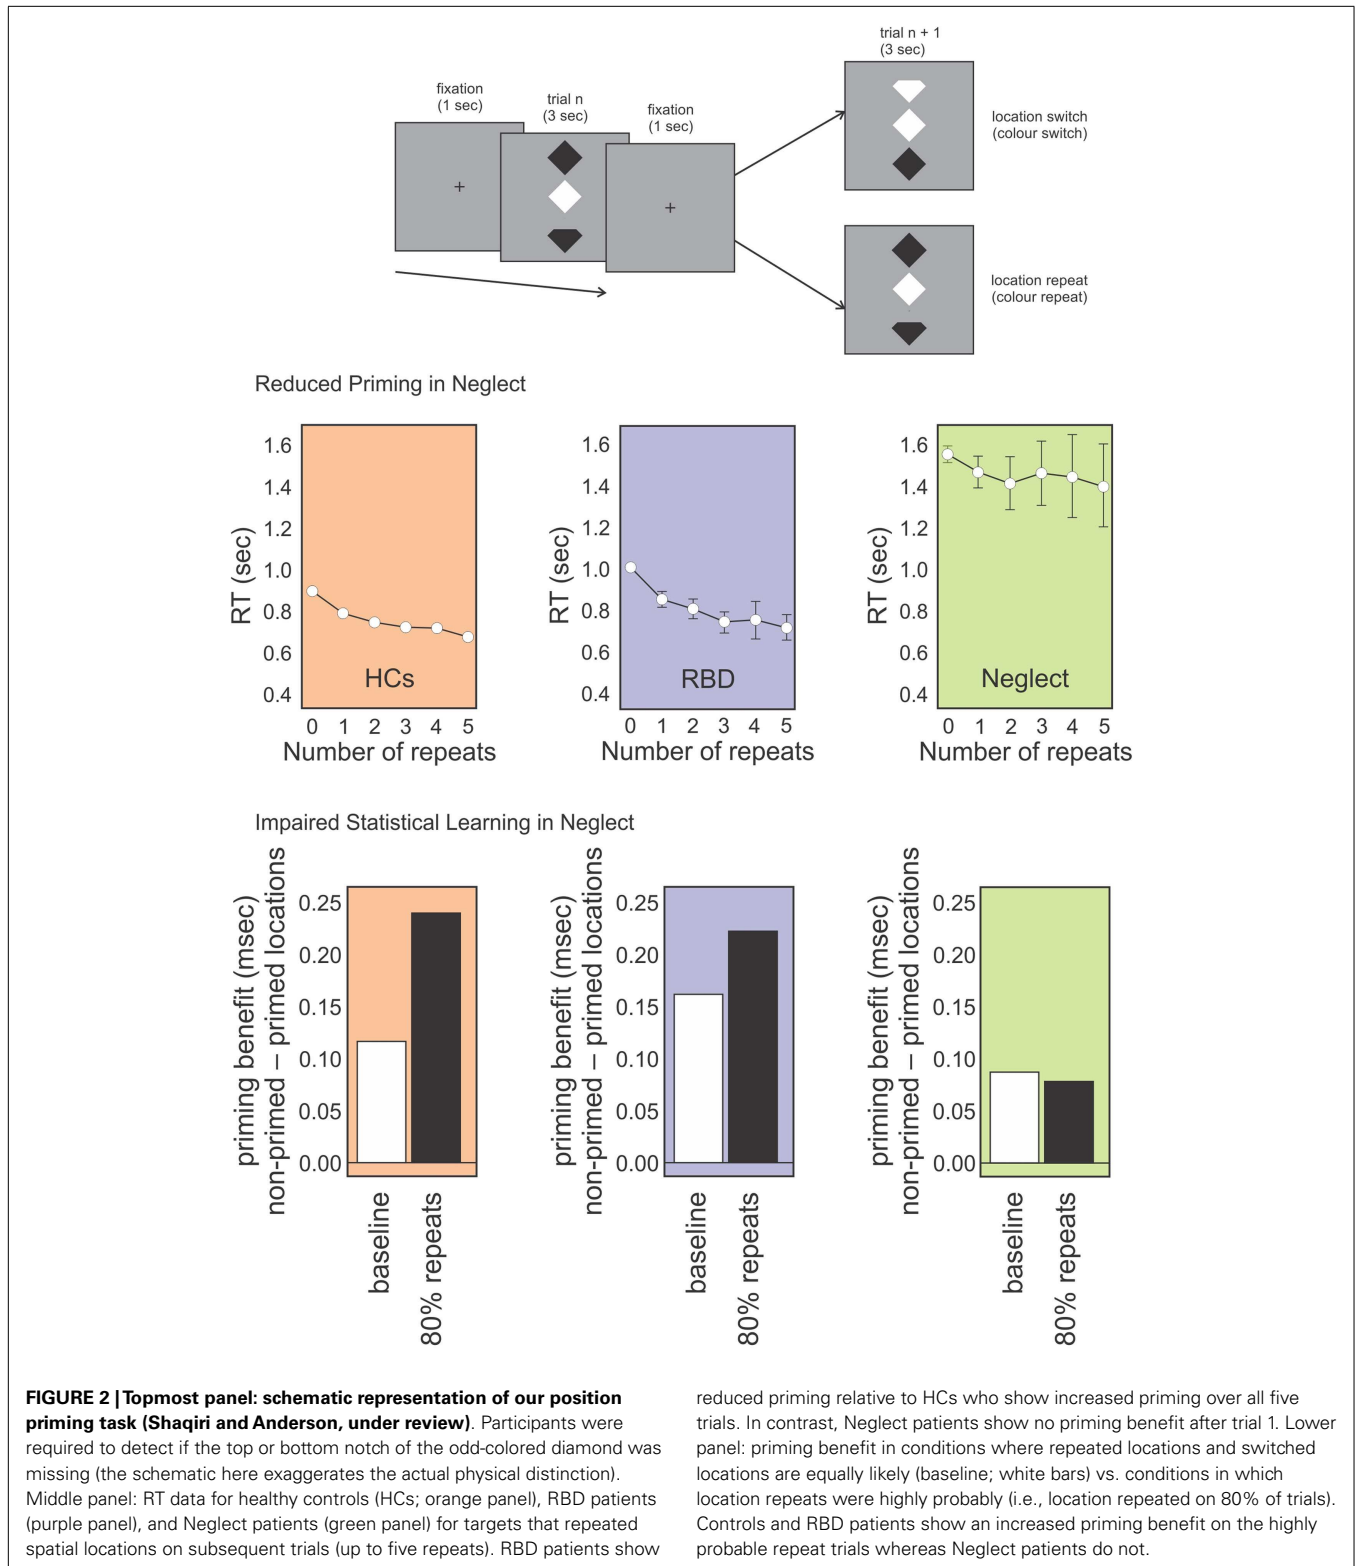 fixation
(1 sec)
trial n
(3 sec)
fixation
(1 sec)
trial n + 1
(3 sec)
+
+
location switch
(colour switch)
location repeat
(colour repeat)
Reduced Priming in Neglect
RT (sec)
1.6
1.4
1.2
1.0
0.8
0.6
0.4
HCs
0 1 2 3 4 5
Number of repeats
RT (sec)
1.6
1.4
1.2
1.0
0.8
0.6
0.4
RBD
0 1 2 3 4 5
Number of repeats
RT (sec)
1.6
1.4
1.2
1.0
0.8
0.6
0.4
Neglect
0 1 2 3 4 5
Number of repeats
Impaired Statistical Learning in Neglect
priming benefit (msec)
non-primed – primed locations
0.25
0.20
0.15
0.10
0.05
0.00
baseline
80% repeats
priming benefit (msec)
non-primed – primed locations
0.25
0.20
0.15
0.10
0.05
0.00
baseline
80% repeats
priming benefit (msec)
non-primed – primed locations
0.25
0.20
0.15
0.10
0.05
0.00
baseline
80% repeats
FIGURE 2 | Topmost panel: schematic representation of our position
priming task (Shaqiri and Anderson, under review). Participants were
required to detect if the top or bottom notch of the odd-colored diamond was
missing (the schematic here exaggerates the actual physical distinction).
Middle panel: RT data for healthy controls (HCs; orange panel), RBD patients
(purple panel), and Neglect patients (green panel) for targets that repeated
spatial locations on subsequent trials (up to five repeats). RBD patients show
reduced priming relative to HCs who show increased priming over all five
trials. In contrast, Neglect patients show no priming benefit after trial 1. Lower
panel: priming benefit in conditions where repeated locations and switched
locations are equally likely (baseline; white bars) vs. conditions in which
location repeats were highly probably (i.e., location repeated on 80% of trials).
Controls and RBD patients show an increased priming benefit on the highly
probable repeat trials whereas Neglect patients do not.